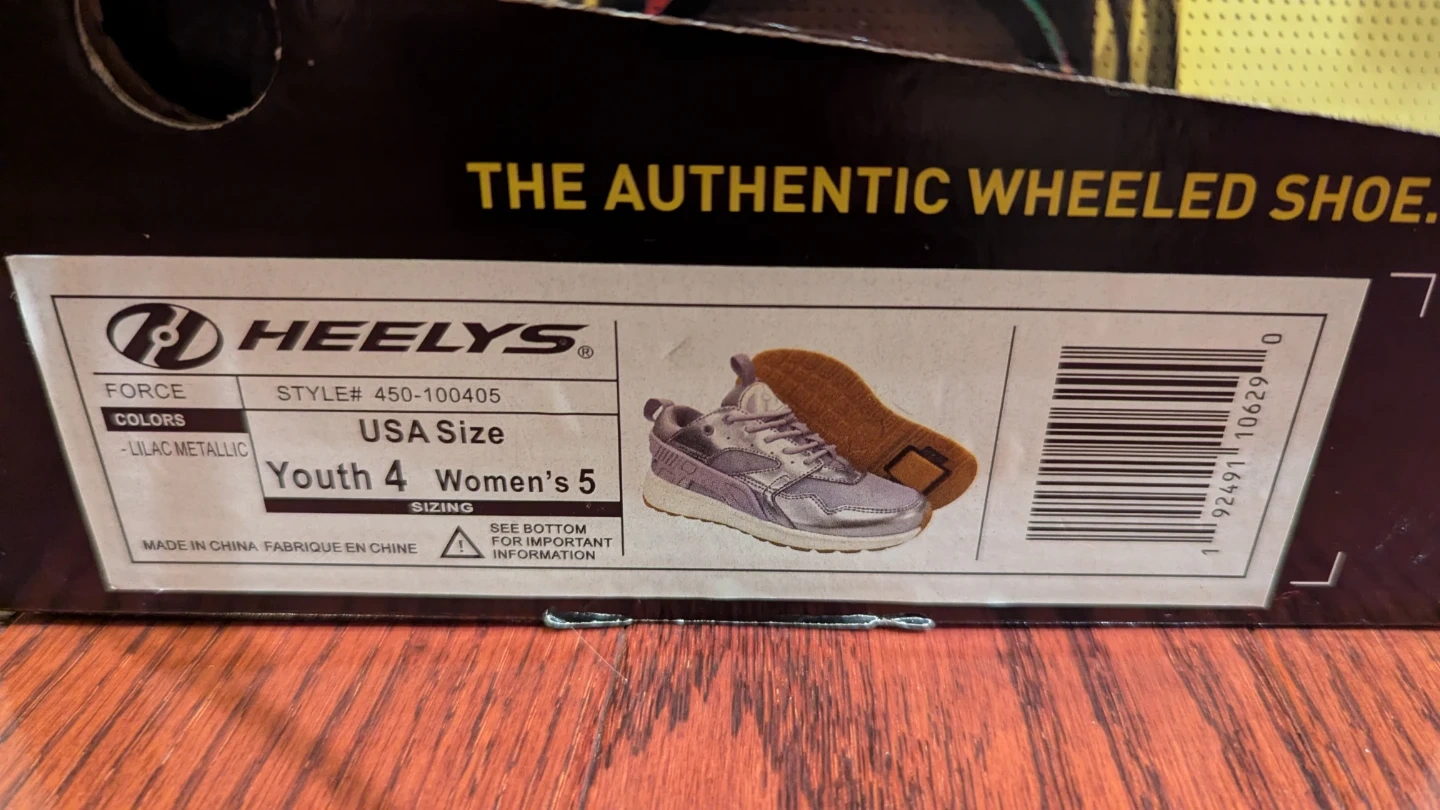 THE AUTHENTIC WHEELED SHOE.
HEELYS®
FORCE
STYLE# 450-100405
COLORS
- LILAC METALLIC
USA Size
Youth 4 Women's 5
SIZING
MADE IN CHINA FABRIQUE EN CHINE
!
SEE BOTTOM
FOR IMPORTANT
INFORMATION
1 92491 10629 0